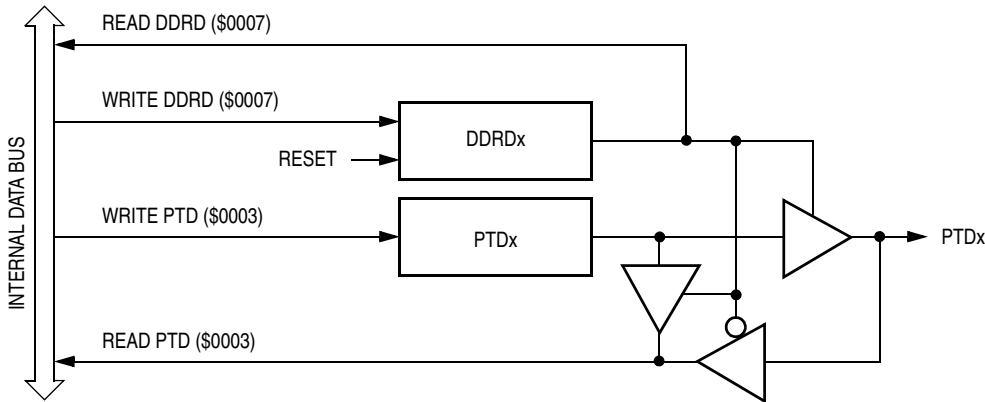 READ DDRD ($0007)
WRITE DDRD ($0007)
DDRDx
RESET
WRITE PTD ($0003)
PTDx
PTDx
READ PTD ($0003)
INTERNAL DATA BUS